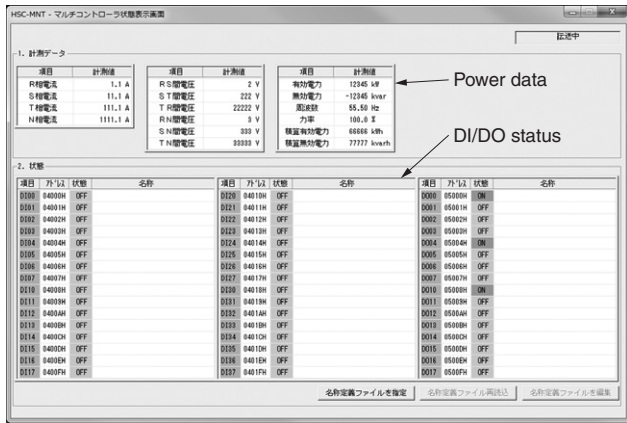 HSC-MNT - マルチコントローラ状態表示画面
伝送中
1. 計測データ
項目 計測値
R相電流 1.1 A
S相電流 11.1 A
T相電流 111.1 A
N相電流 1111.1 A
項目 計測値
RS間電圧 2 V
ST間電圧 222 V
TR間電圧 22222 V
RN間電圧 3 V
SN間電圧 333 V
TN間電圧 33333 V
項目 計測値
有効電力 12345 kW
無効電力 -12345 kvar
周波数 55.50 Hz
力率 100.0 %
積算有効電力 66666 kWh
積算無効電力 77777 kvarh
Power data
DI/DO status
2. 状態
項目 ｱﾄﾞﾚｽ 状態 名称
DI00 04000H OFF
DI01 04001H OFF
DI02 04002H OFF
DI03 04003H OFF
DI04 04004H OFF
DI05 04005H OFF
DI06 04006H OFF
DI07 04007H OFF
DI10 04008H OFF
DI11 04009H OFF
DI12 0400AH OFF
DI13 0400BH OFF
DI14 0400CH OFF
DI15 0400DH OFF
DI16 0400EH OFF
DI17 0400FH OFF
項目 ｱﾄﾞﾚｽ 状態 名称
DI20 04010H OFF
DI21 04011H OFF
DI22 04012H OFF
DI23 04013H OFF
DI24 04014H OFF
DI25 04015H OFF
DI26 04016H OFF
DI27 04017H OFF
DI30 04018H OFF
DI31 04019H OFF
DI32 0401AH OFF
DI33 0401BH OFF
DI34 0401CH OFF
DI35 0401DH OFF
DI36 0401EH OFF
DI37 0401FH OFF
項目 ｱﾄﾞﾚｽ 状態 名称
DO00 05000H ON
DO01 05001H OFF
DO02 05002H OFF
DO03 05003H OFF
DO04 05004H ON
DO05 05005H OFF
DO06 05006H OFF
DO07 05007H OFF
DO10 05008H ON
DO11 05009H OFF
DO12 0500AH OFF
DO13 0500BH OFF
DO14 0500CH OFF
DO15 0500DH OFF
DO16 0500EH OFF
DO17 0500FH OFF
名称定義ファイルを指定 名称定義ファイル再読込 名称定義ファイルを編集